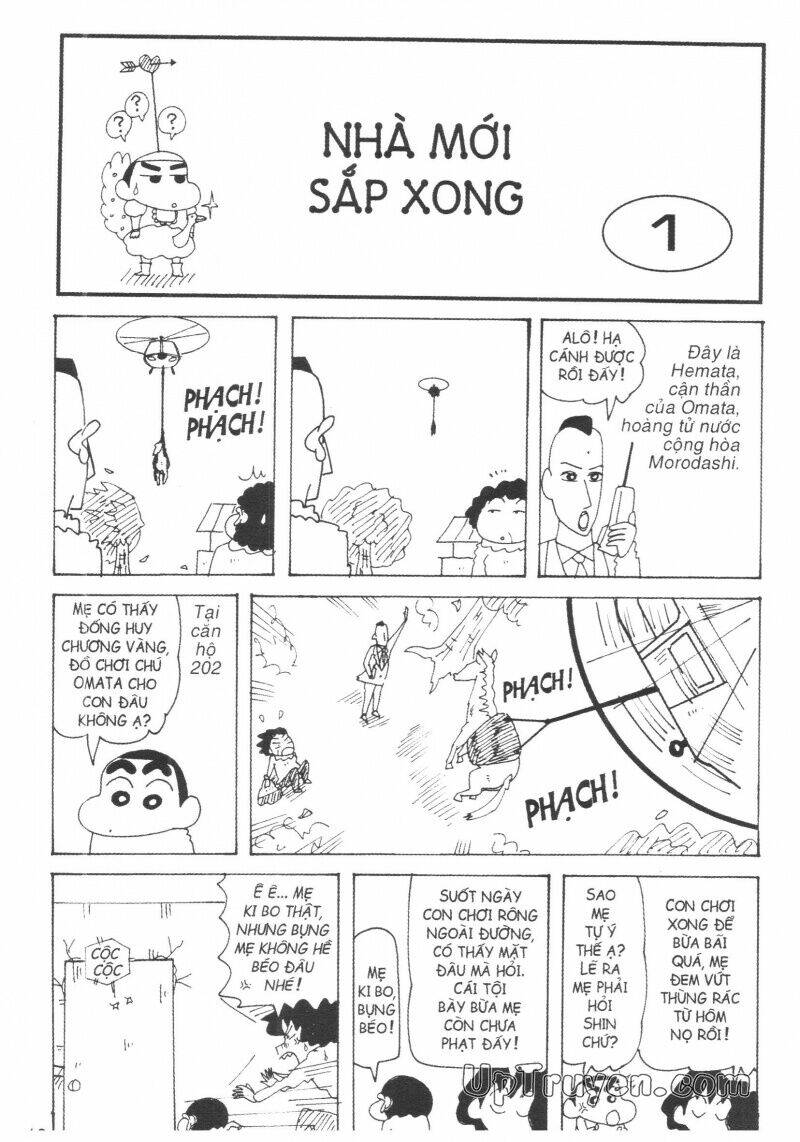 ?
?
?
NHÀ MỚI
SẮP XONG
1
Đây là
Hemata,
cận thần
của Omata,
hoàng tử nước
cộng hòa
Morodashi.
ALÔ! HẠ
CÁNH ĐƯỢC
RỒI ĐẤY!
PHẠCH!
PHẠCH!
PHẠCH!
PHẠCH!
Tại
căn
hộ
202
MẸ CÓ THẤY
ĐỐNG HUY
CHƯƠNG VÀNG,
ĐỒ CHƠI CHÚ
OMATA CHO
CON ĐÂU
KHÔNG Ạ?
CON CHƠI
XONG ĐỂ
BỪA BÃI
QUÁ, MẸ
ĐEM VỨT
THÙNG RÁC
TỪ HÔM
NỌ RỒI!
SAO
MẸ
TỰ Ý
THẾ Ạ?
LẼ RA
MẸ PHẢI
HỎI
SHIN
CHỨ?
SUỐT NGÀY
CON CHƠI RÔNG
NGOÀI ĐƯỜNG,
CÓ THẤY MẶT
ĐÂU MÀ HỎI.
CÁI TỘI
BÀY BỪA MẸ
CÒN CHƯA
PHẠT ĐẤY!
MẸ
KI BO,
BỤNG
BÉO!
Ê Ê... MẸ
KI BO THẬT,
NHƯNG BỤNG
MẸ KHÔNG HỀ
BÉO ĐÂU
NHÉ!
CỘC
CỘC
UpTruyen.com